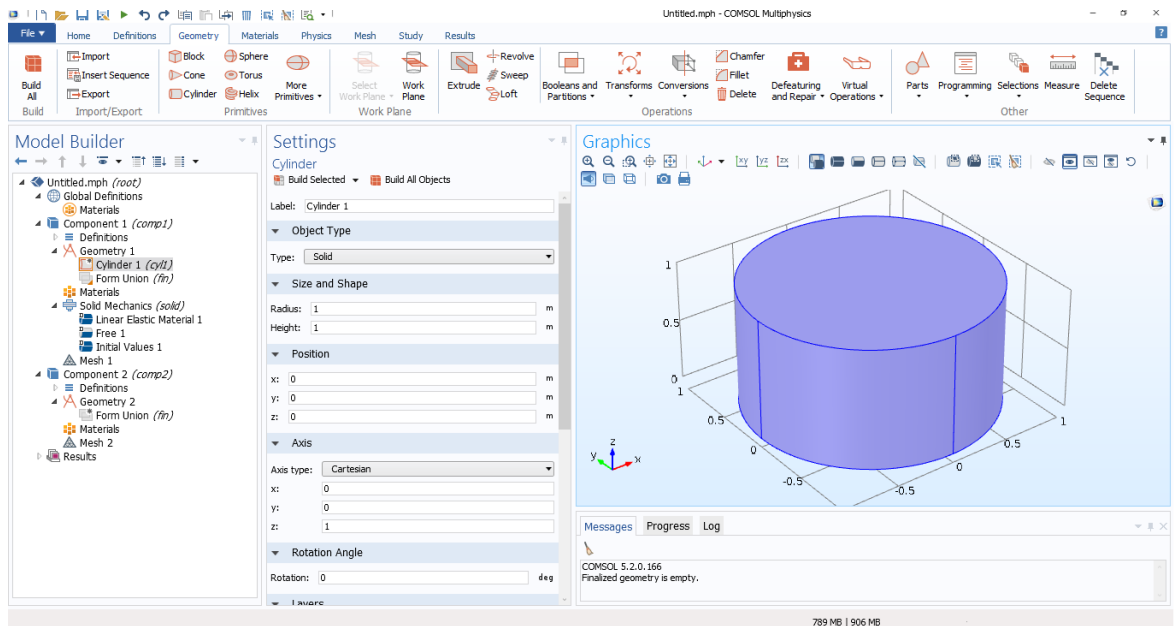 Untitled.mph - COMSOL Multiphysics
File Home Definitions Geometry Materials Physics Mesh Study Results
Build All
Build
Import
Insert Sequence
Export
Import/Export
Block Sphere
Cone Torus
Cylinder Helix
More Primitives
Primitives
Select Work Plane
Work Plane
Work Plane
Extrude
Revolve
Sweep
Loft
Booleans and Partitions
Transforms
Conversions
Chamfer
Fillet
Delete
Defeaturing and Repair
Virtual Operations
Operations
Parts
Programming
Selections
Measure
Delete Sequence
Other
Model Builder
Untitled.mph (root)
Global Definitions
Materials
Component 1 (comp1)
Definitions
Geometry 1
Cylinder 1 (cyl1)
Form Union (fin)
Materials
Solid Mechanics (solid)
Linear Elastic Material 1
Free 1
Initial Values 1
Mesh 1
Component 2 (comp2)
Definitions
Geometry 2
Form Union (fin)
Materials
Mesh 2
Results
Settings
Cylinder
Build Selected Build All Objects
Label: Cylinder 1
Object Type
Type: Solid
Size and Shape
Radius: 1 m
Height: 1 m
Position
x: 0 m
y: 0 m
z: 0 m
Axis
Axis type: Cartesian
x: 0
y: 0
z: 1
Rotation Angle
Rotation: 0 deg
Layers
Graphics
xy yz zx
1
0.5
0
1
0.5
0
-0.5
-0.5
0
0.5
1
z
y
x
Messages Progress Log
COMSOL 5.2.0.166
Finalized geometry is empty.
789 MB | 906 MB